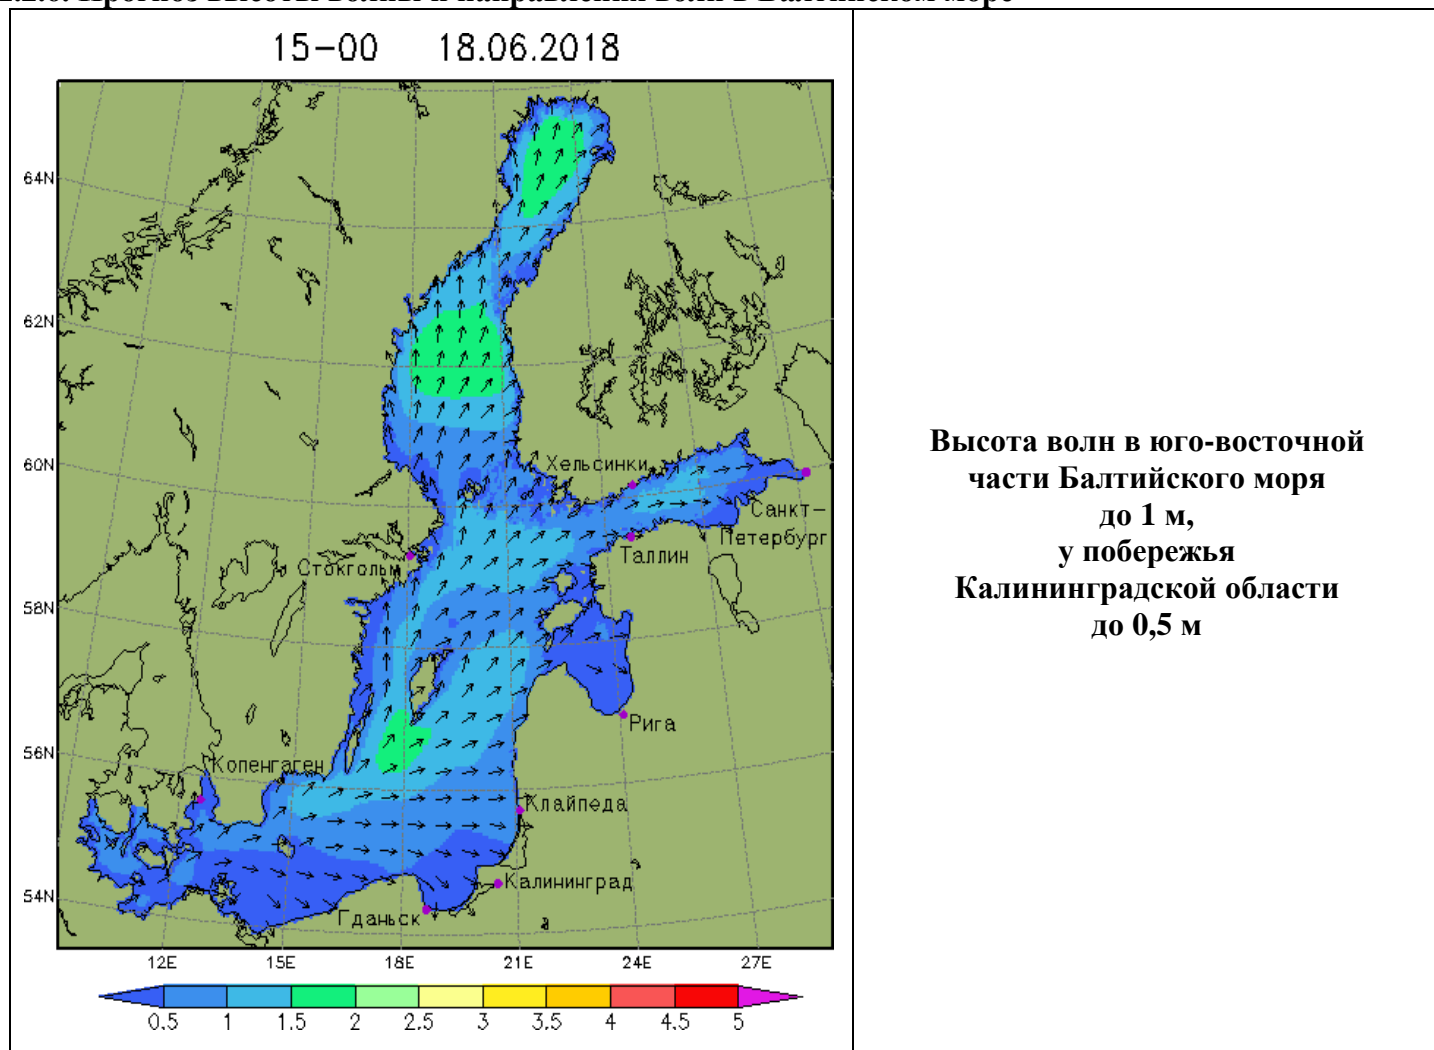 15-00 18.06.2018
64N
62N
60N
58N
56N
54N
Хельсинки
Санкт-
Петербург
Таллин
Стокгольм
Рига
Копенгаген
Клайпеда
Калининград
Гданьск
12E 15E 18E 21E 24E 27E
0.5 1 1.5 2 2.5 3 3.5 4 4.5 5
Высота волн в юго-восточной
части Балтийского моря
до 1 м,
у побережья
Калининградской области
до 0,5 м